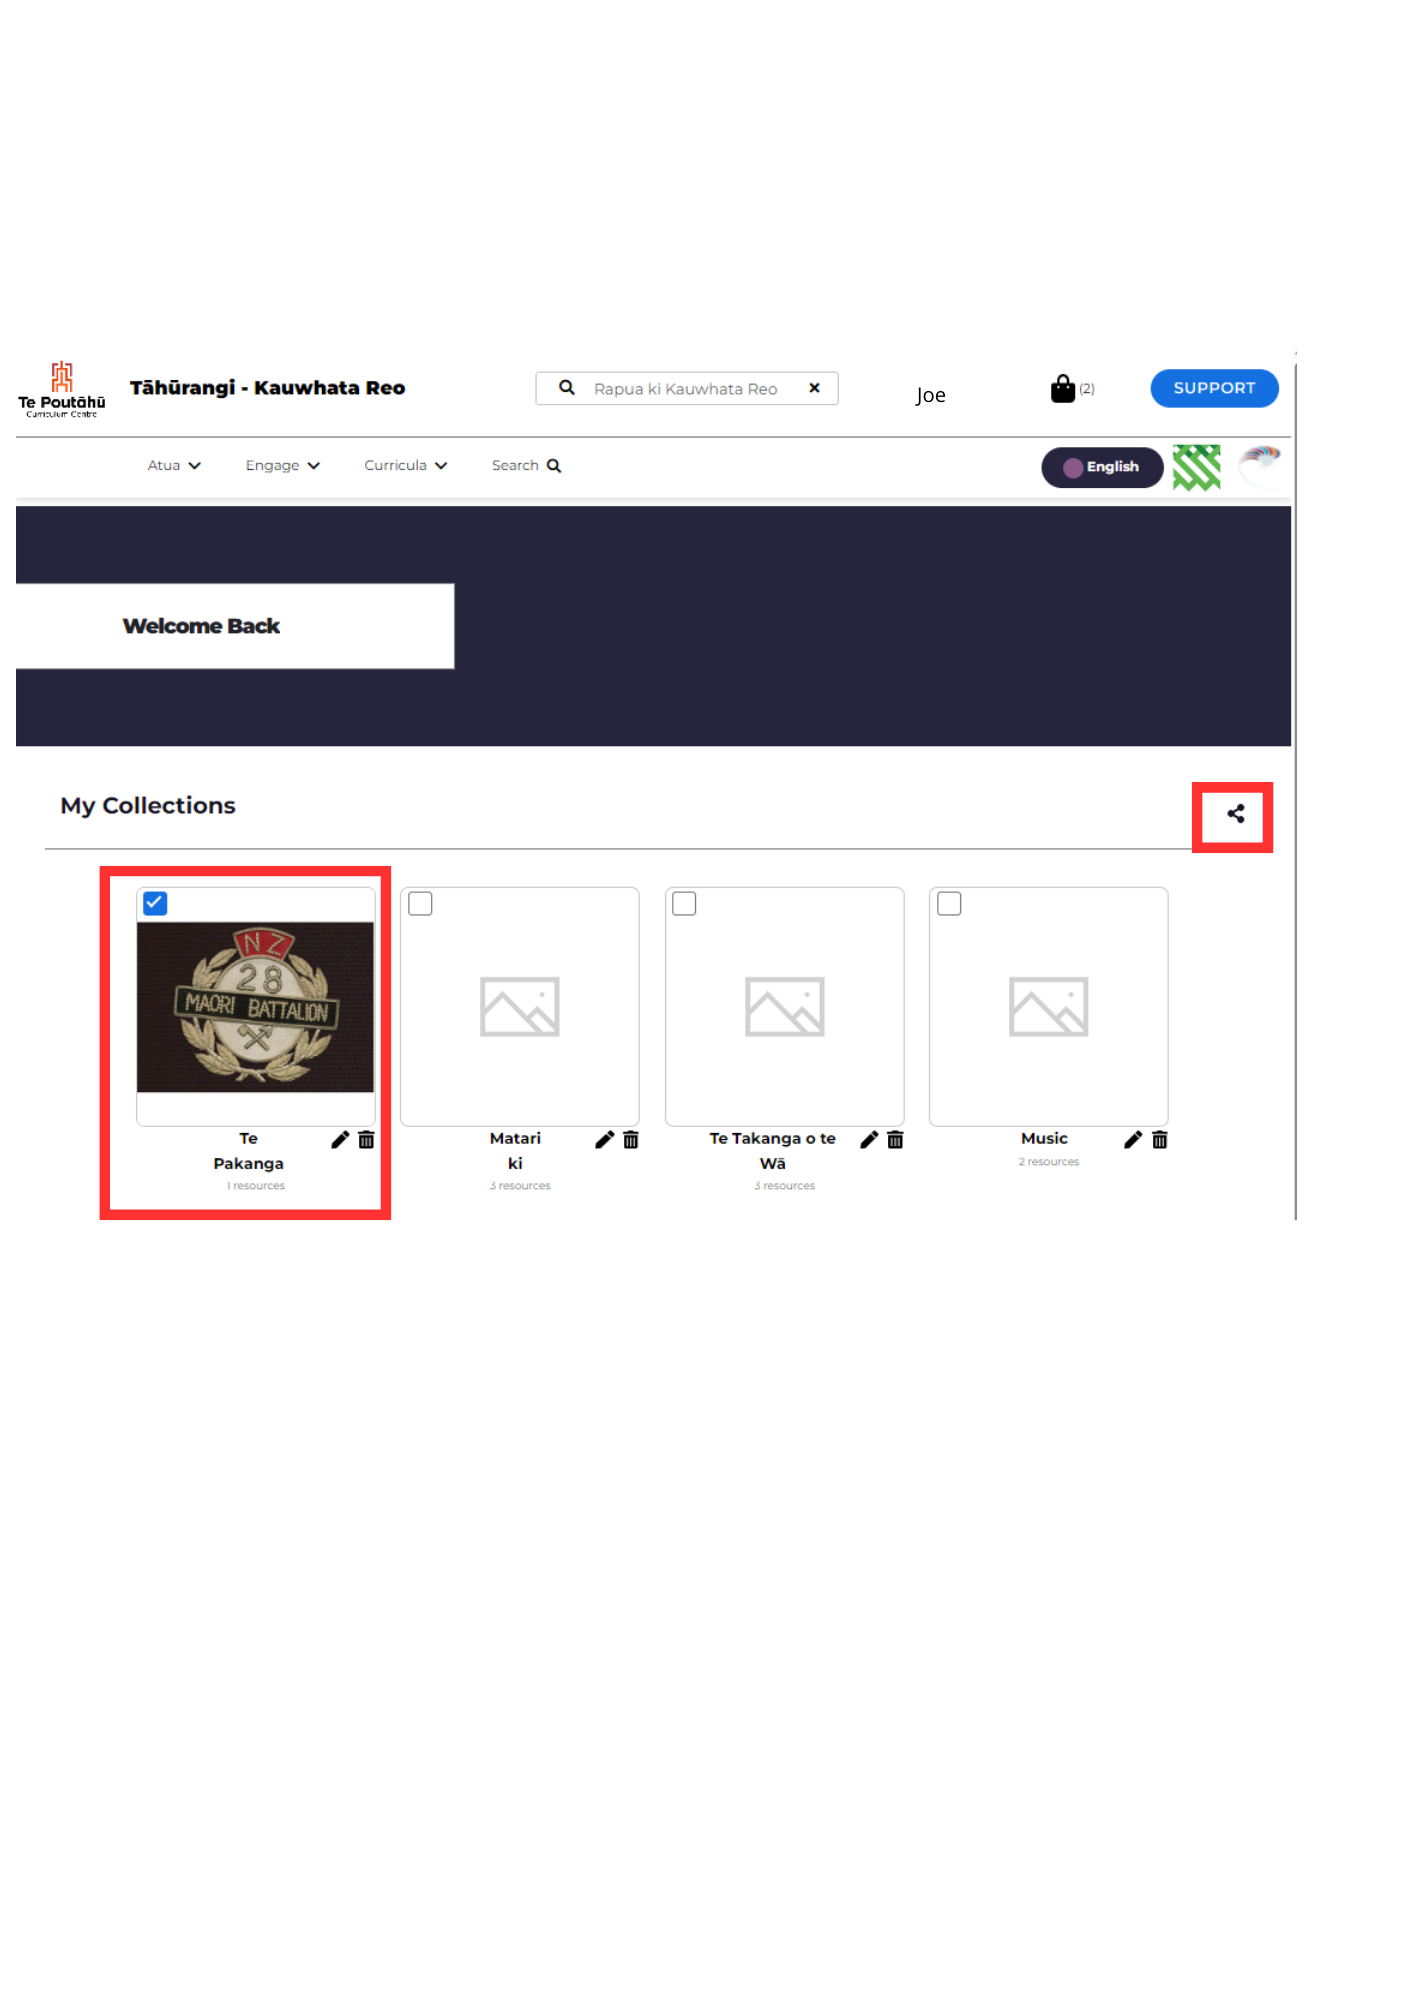 Te Poutāhū
Curriculum Centre
Tāhūrangi - Kauwhata Reo
Rapua ki Kauwhata Reo
Joe
(2)
SUPPORT
Atua
Engage
Curricula
Search
English
Welcome Back
My Collections
NZ
28
MAORI BATTALION
Te
Pakanga
1 resources
Matari
ki
3 resources
Te Takanga o te
Wā
3 resources
Music
2 resources